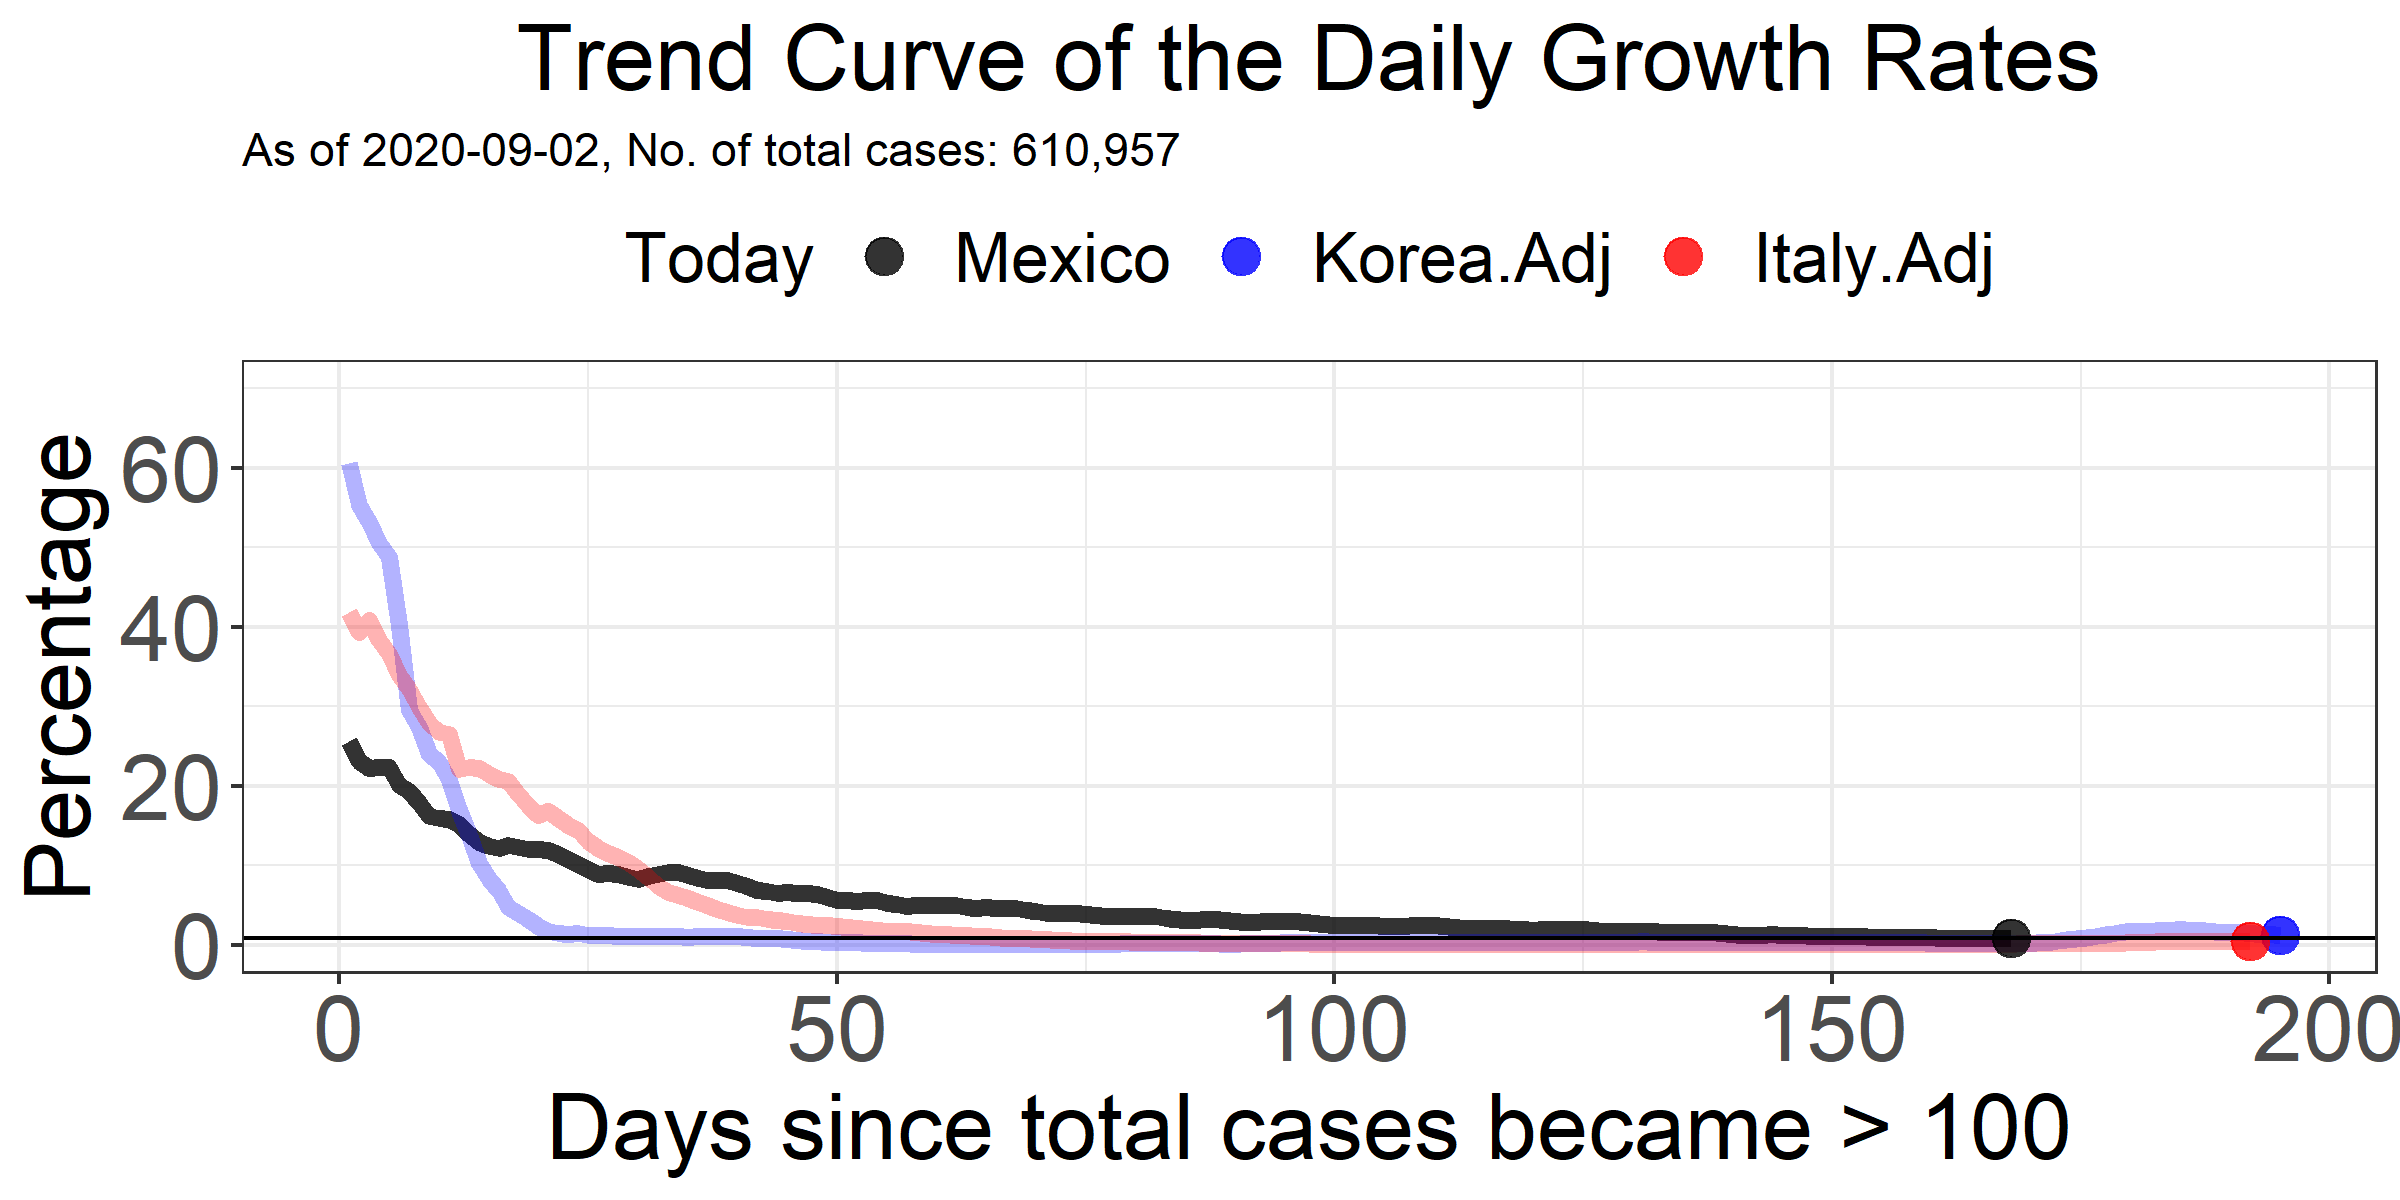 Trend Curve of the Daily Growth Rates
As of 2020-09-02, No. of total cases: 610,957
Today Mexico Korea.Adj Italy.Adj
Percentage
60
40
20
0
0 50 100 150 200
Days since total cases became > 100